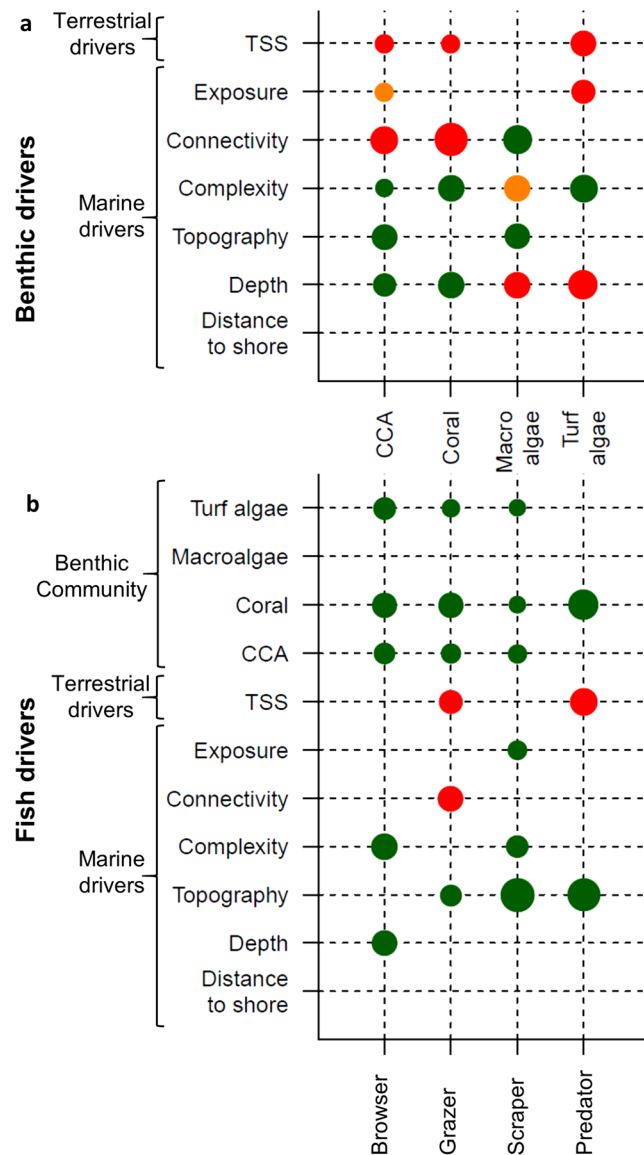 a
Terrestrial
drivers
TSS
Benthic drivers
Marine
drivers
Exposure
Connectivity
Complexity
Topography
Depth
Distance
to shore
CCA
Coral
Macro
algae
Turf
algae
b
Benthic
Community
Turf algae
Macroalgae
Coral
CCA
Fish drivers
Terrestrial
drivers
TSS
Marine
drivers
Exposure
Connectivity
Complexity
Topography
Depth
Distance
to shore
Browser
Grazer
Scraper
Predator